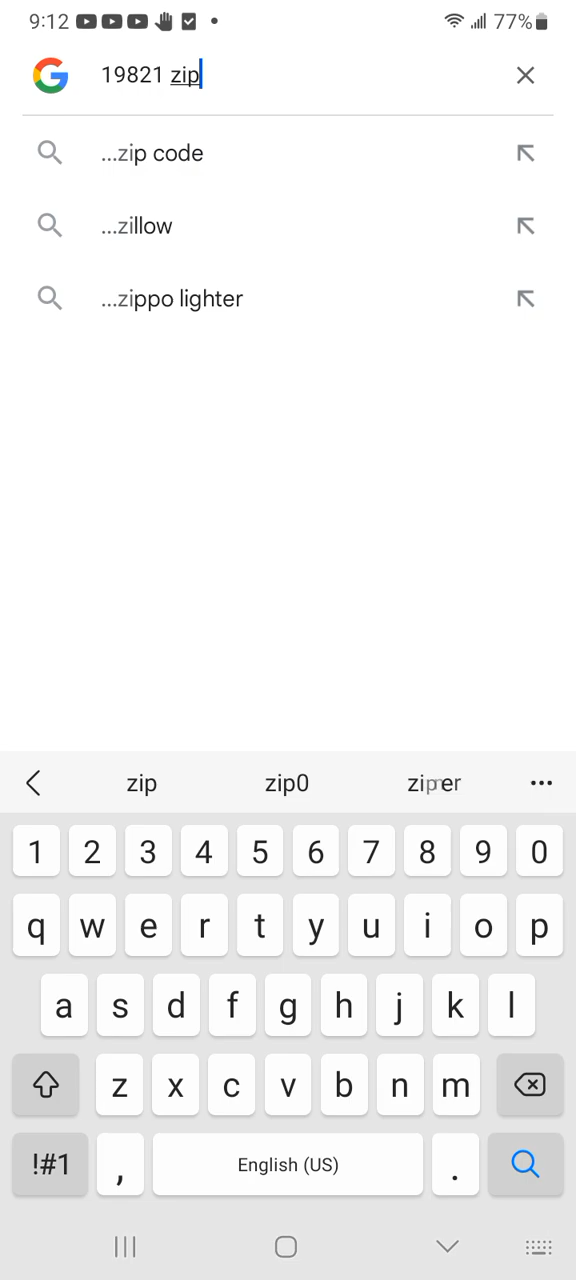 9:12 77%
19821 zip
...zip code
...zillow
...zippo lighter
zip zip0
1 2 3 4 5 6 7 8 9 0
q w e r t y u i o p
a s d f g h j k l
z x c v b n m
!#1 , English (US) .